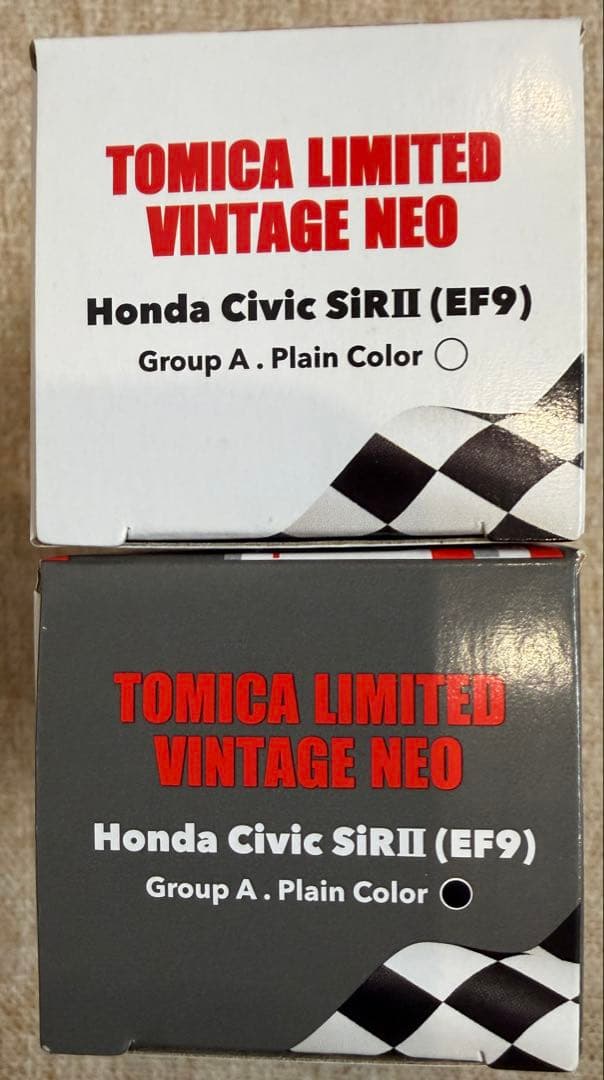 TOMICA LIMITED
VINTAGE NEO
Honda Civic SiRⅡ (EF9)
Group A . Plain Color
TOMICA LIMITED
VINTAGE NEO
Honda Civic SiRⅡ (EF9)
Group A . Plain Color